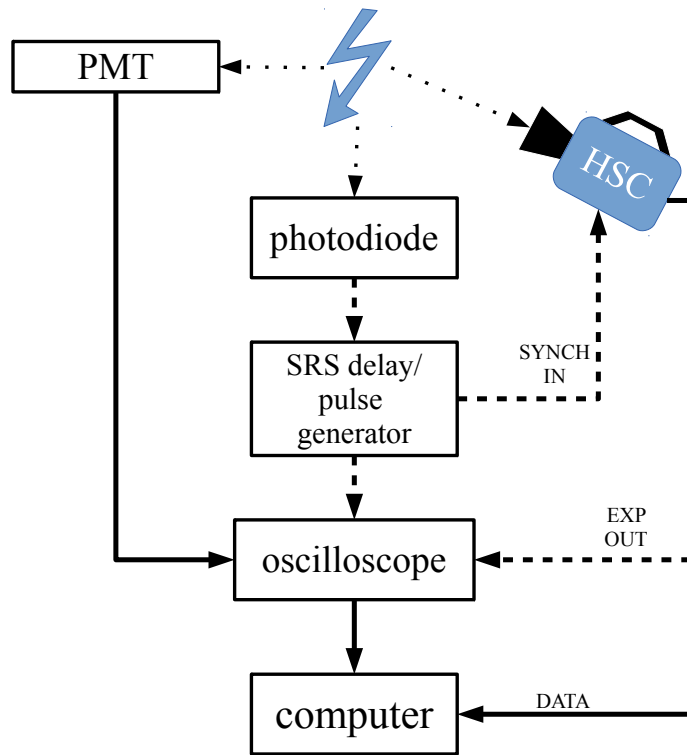 PMT
HSC
photodiode
SRS delay/
pulse
generator
SYNCH
IN
EXP
OUT
oscilloscope
DATA
computer